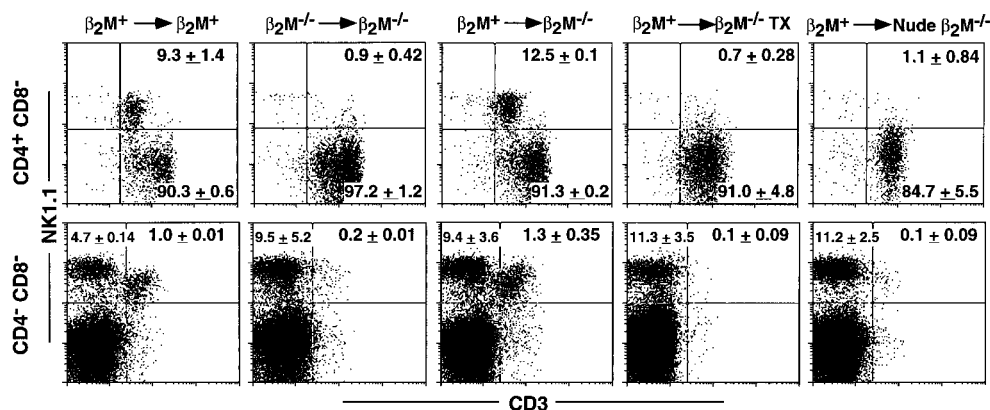 β2M+ → β2M+
β2M-/- → β2M-/-
β2M+ → β2M-/-
β2M+ → β2M-/- TX
β2M+ → Nude β2M-/-
CD4+ CD8-
9.3 ± 1.4
90.3 ± 0.6
0.9 ± 0.42
97.2 ± 1.2
12.5 ± 0.1
91.3 ± 0.2
0.7 ± 0.28
91.0 ± 4.8
1.1 ± 0.84
84.7 ± 5.5
NK1.1
CD4- CD8-
4.7 ± 0.14 1.0 ± 0.01
9.5 ± 5.2 0.2 ± 0.01
9.4 ± 3.6 1.3 ± 0.35
11.3 ± 3.5 0.1 ± 0.09
11.2 ± 2.5 0.1 ± 0.09
CD3